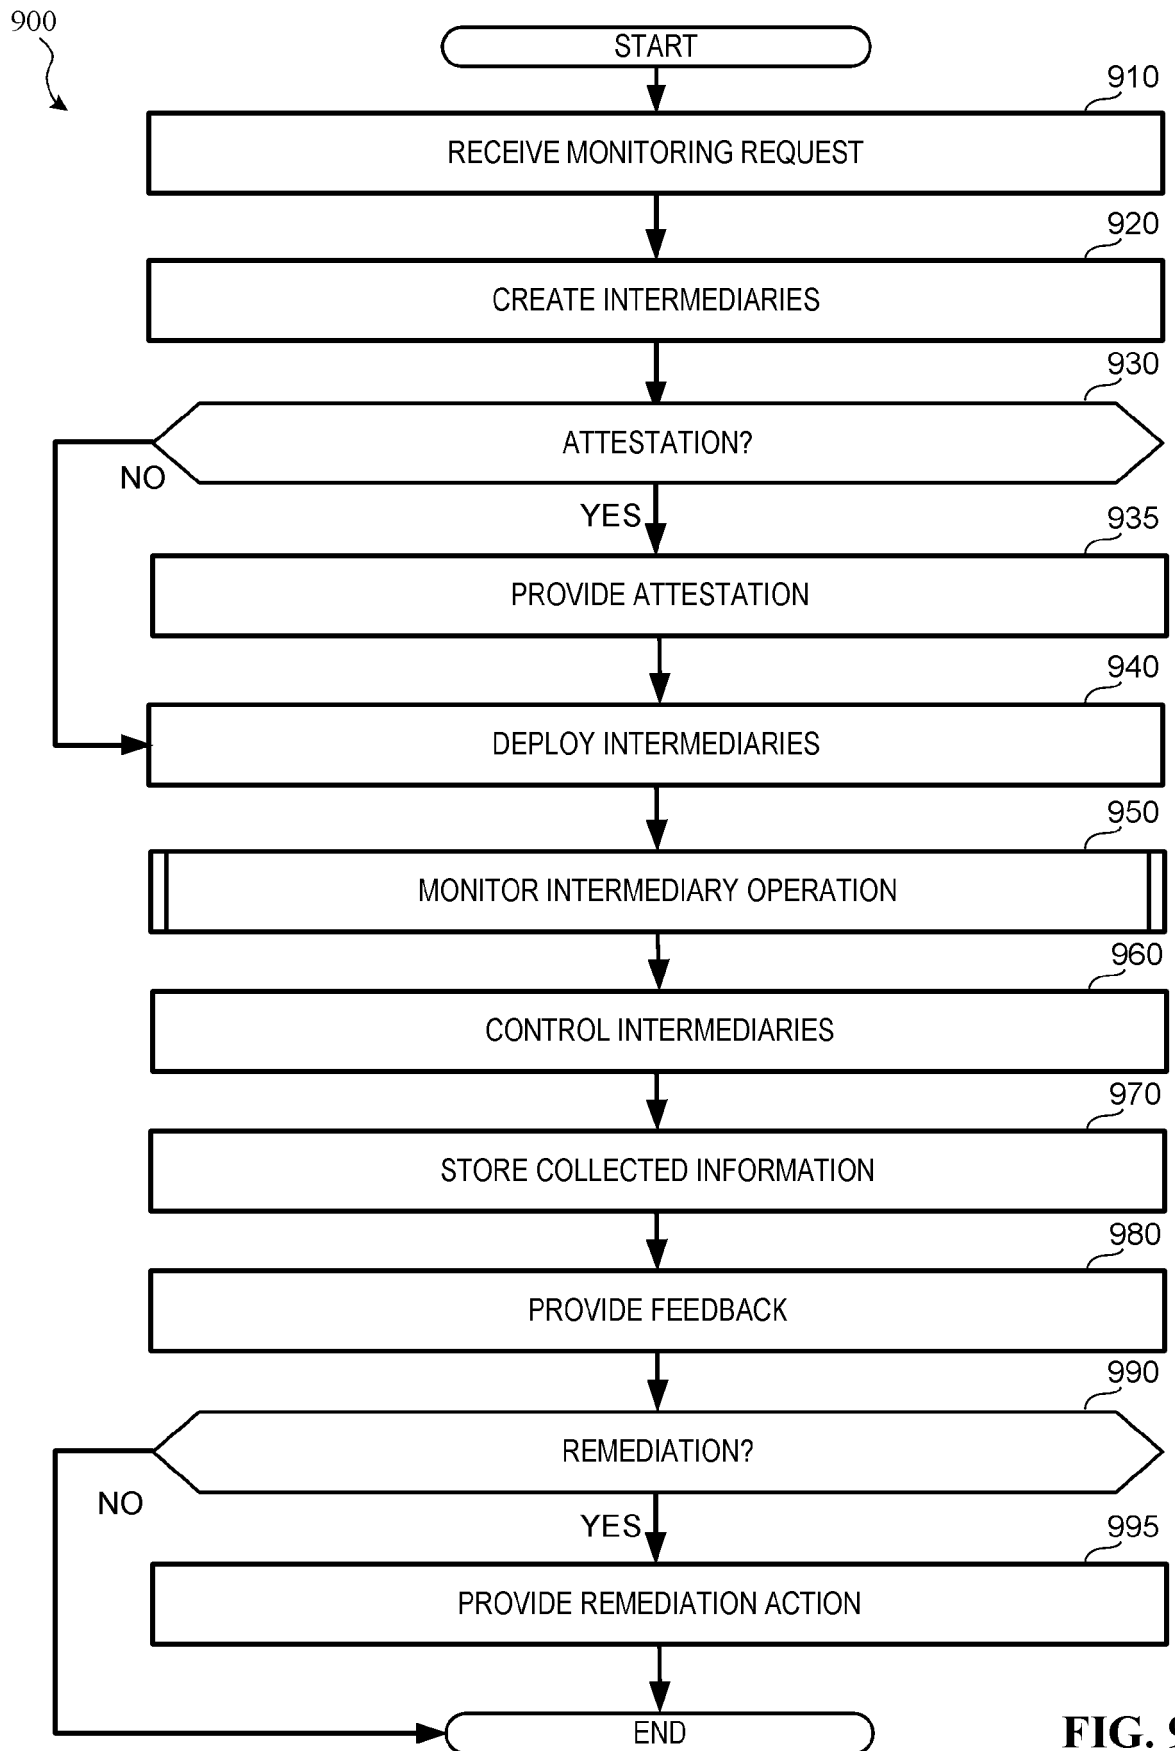 900
START
910
RECEIVE MONITORING REQUEST
920
CREATE INTERMEDIARIES
930
ATTESTATION?
NO
YES
935
PROVIDE ATTESTATION
940
DEPLOY INTERMEDIARIES
950
MONITOR INTERMEDIARY OPERATION
960
CONTROL INTERMEDIARIES
970
STORE COLLECTED INFORMATION
980
PROVIDE FEEDBACK
990
REMEDIATION?
NO
YES
995
PROVIDE REMEDIATION ACTION
END
FIG. 9